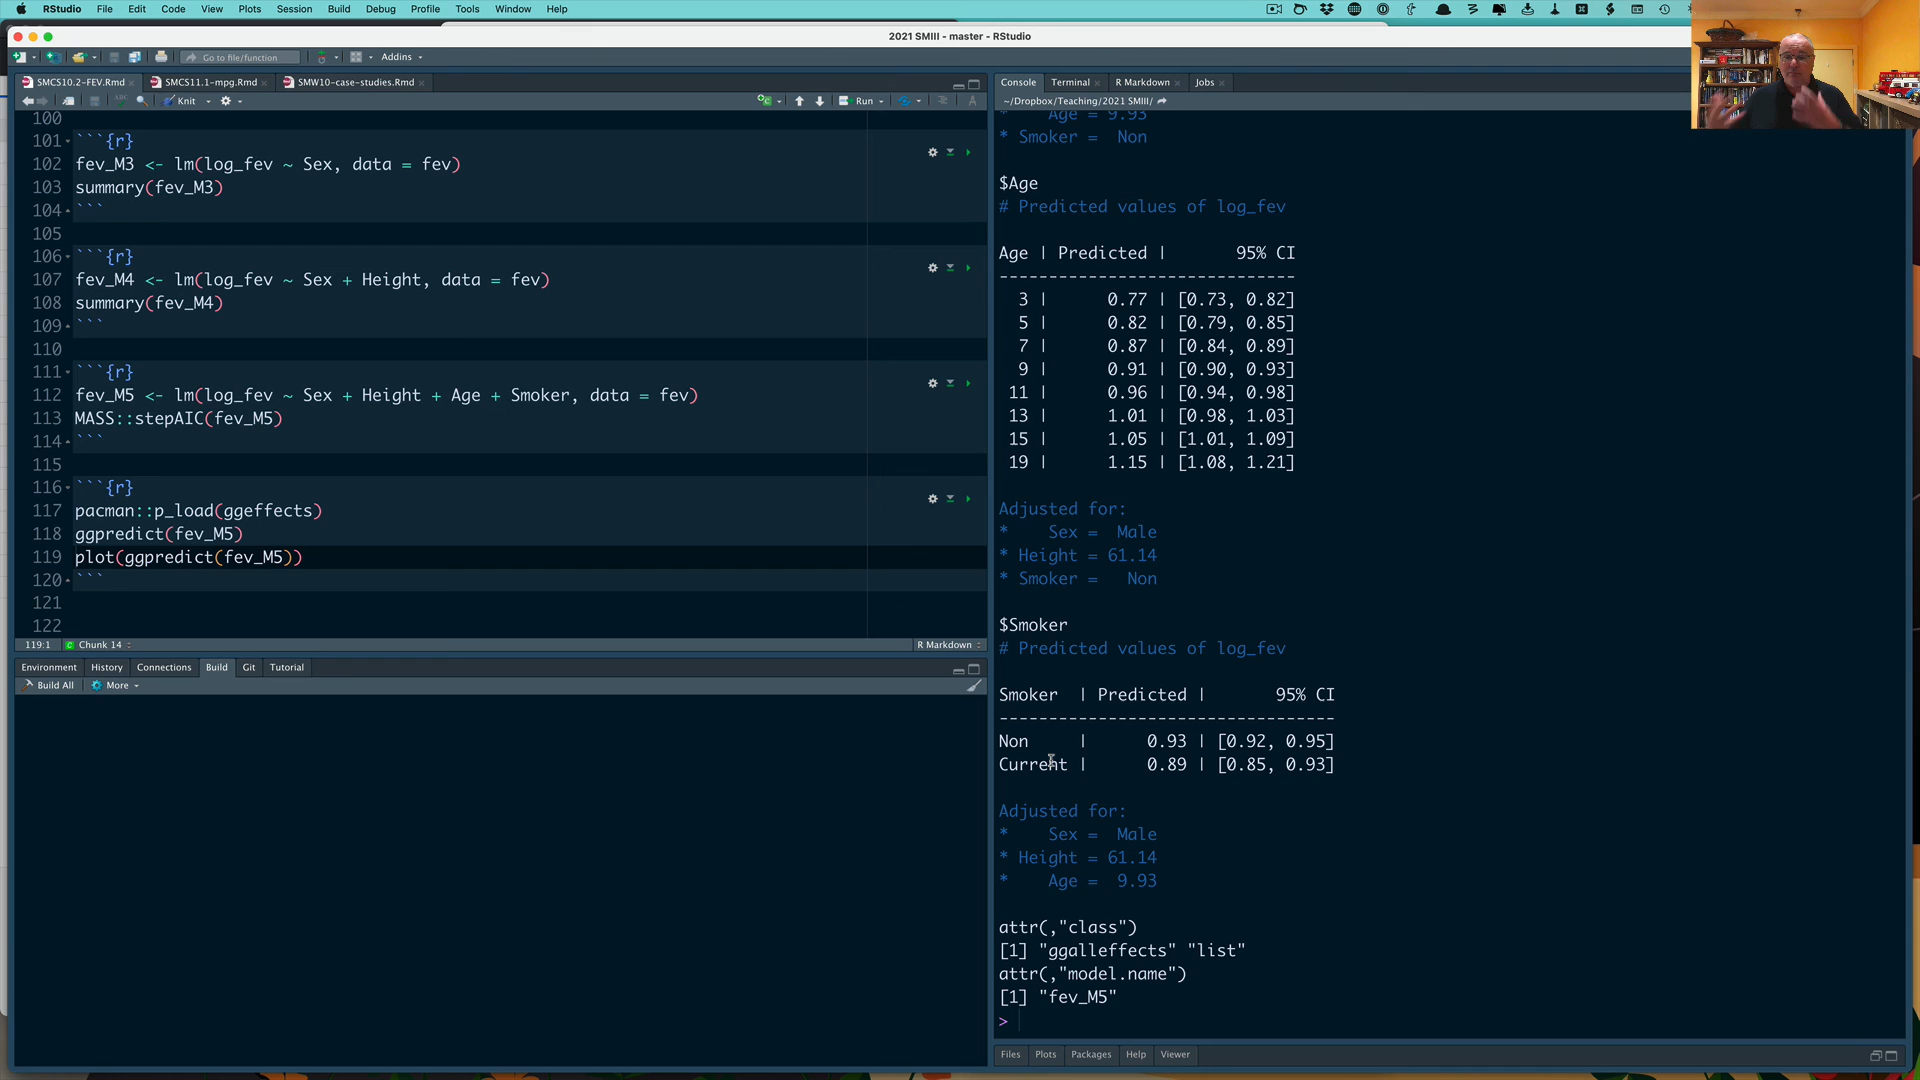 RStudio File Edit Code View Plots Session Build Debug Profile Tools Window Help
2021 SMIII - master - RStudio
Go to file/function Addins
SMCS10.2-FEV.Rmd SMCS11.1-mpg.Rmd SMW10-case-studies.Rmd
Knit Run
100
101 ```{r}
102 fev_M3 <- lm(log_fev ~ Sex, data = fev)
103 summary(fev_M3)
104 ```
105
106 ```{r}
107 fev_M4 <- lm(log_fev ~ Sex + Height, data = fev)
108 summary(fev_M4)
109 ```
110
111 ```{r}
112 fev_M5 <- lm(log_fev ~ Sex + Height + Age + Smoker, data = fev)
113 MASS::stepAIC(fev_M5)
114 ```
115
116 ```{r}
117 pacman::p_load(ggeffects)
118 ggpredict(fev_M5)
119 plot(ggpredict(fev_M5))
120 ```
121
122
119:1 Chunk 14 R Markdown
Environment History Connections Build Git Tutorial
Build All More
Console Terminal R Markdown Jobs
~/Dropbox/Teaching/2021 SMIII/
* Age = 9.93
* Smoker = Non
$Age
# Predicted values of log_fev
Age | Predicted | 95% CI
-----------------------------
3 | 0.77 | [0.73, 0.82]
5 | 0.82 | [0.79, 0.85]
7 | 0.87 | [0.84, 0.89]
9 | 0.91 | [0.90, 0.93]
11 | 0.96 | [0.94, 0.98]
13 | 1.01 | [0.98, 1.03]
15 | 1.05 | [1.01, 1.09]
19 | 1.15 | [1.08, 1.21]
Adjusted for:
* Sex = Male
* Height = 61.14
* Smoker = Non
$Smoker
# Predicted values of log_fev
Smoker | Predicted | 95% CI
---------------------------------
Non | 0.93 | [0.92, 0.95]
Current | 0.89 | [0.85, 0.93]
Adjusted for:
* Sex = Male
* Height = 61.14
* Age = 9.93
attr(,"class")
[1] "ggalleffects" "list"
attr(,"model.name")
[1] "fev_M5"
>
Files Plots Packages Help Viewer